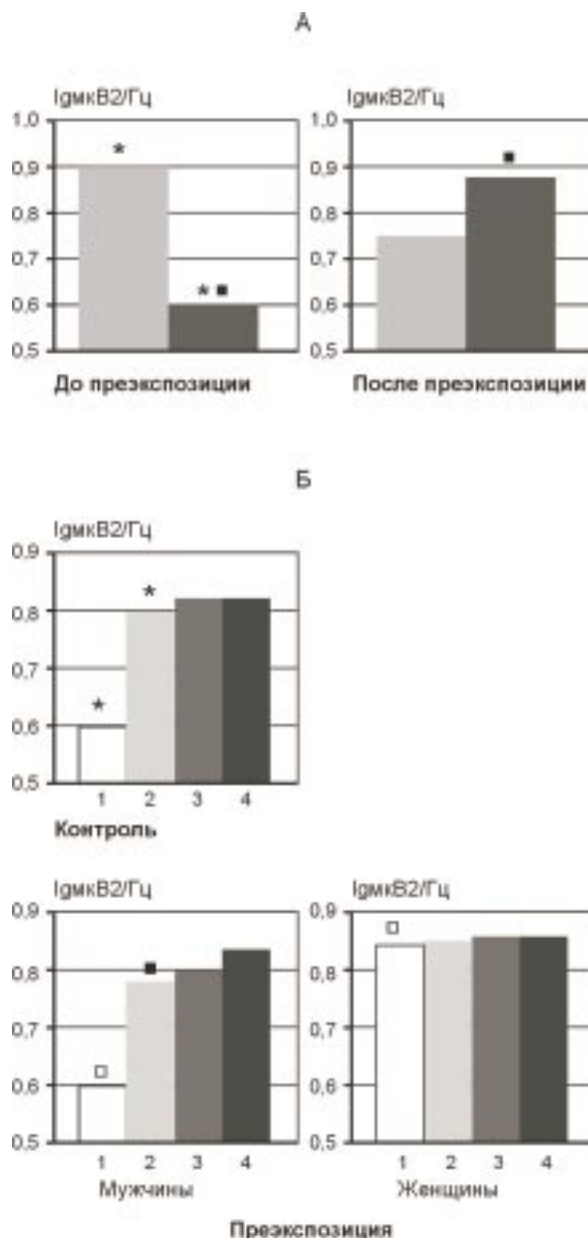 А
lgмкВ2/Гц lgмкВ2/Гц
1,0 1,0
* ■
0,9 0,9
0,8 0,8
0,7 0,7
* ■
0,6 0,6
0,5 0,5
До преэкспозиции После преэкспозиции
Б
lgмкВ2/Гц
0,9
*
0,8
0,7
*
0,6
0,5
1 2 3 4
Контроль
lgмкВ2/Гц lgмкВ2/Гц
0,9 0,9
0,8 0,8
0,7 0,7
0,6 0,6
0,5 0,5
1 2 3 4 1 2 3 4
Мужчины Женщины
Преэкспозиция